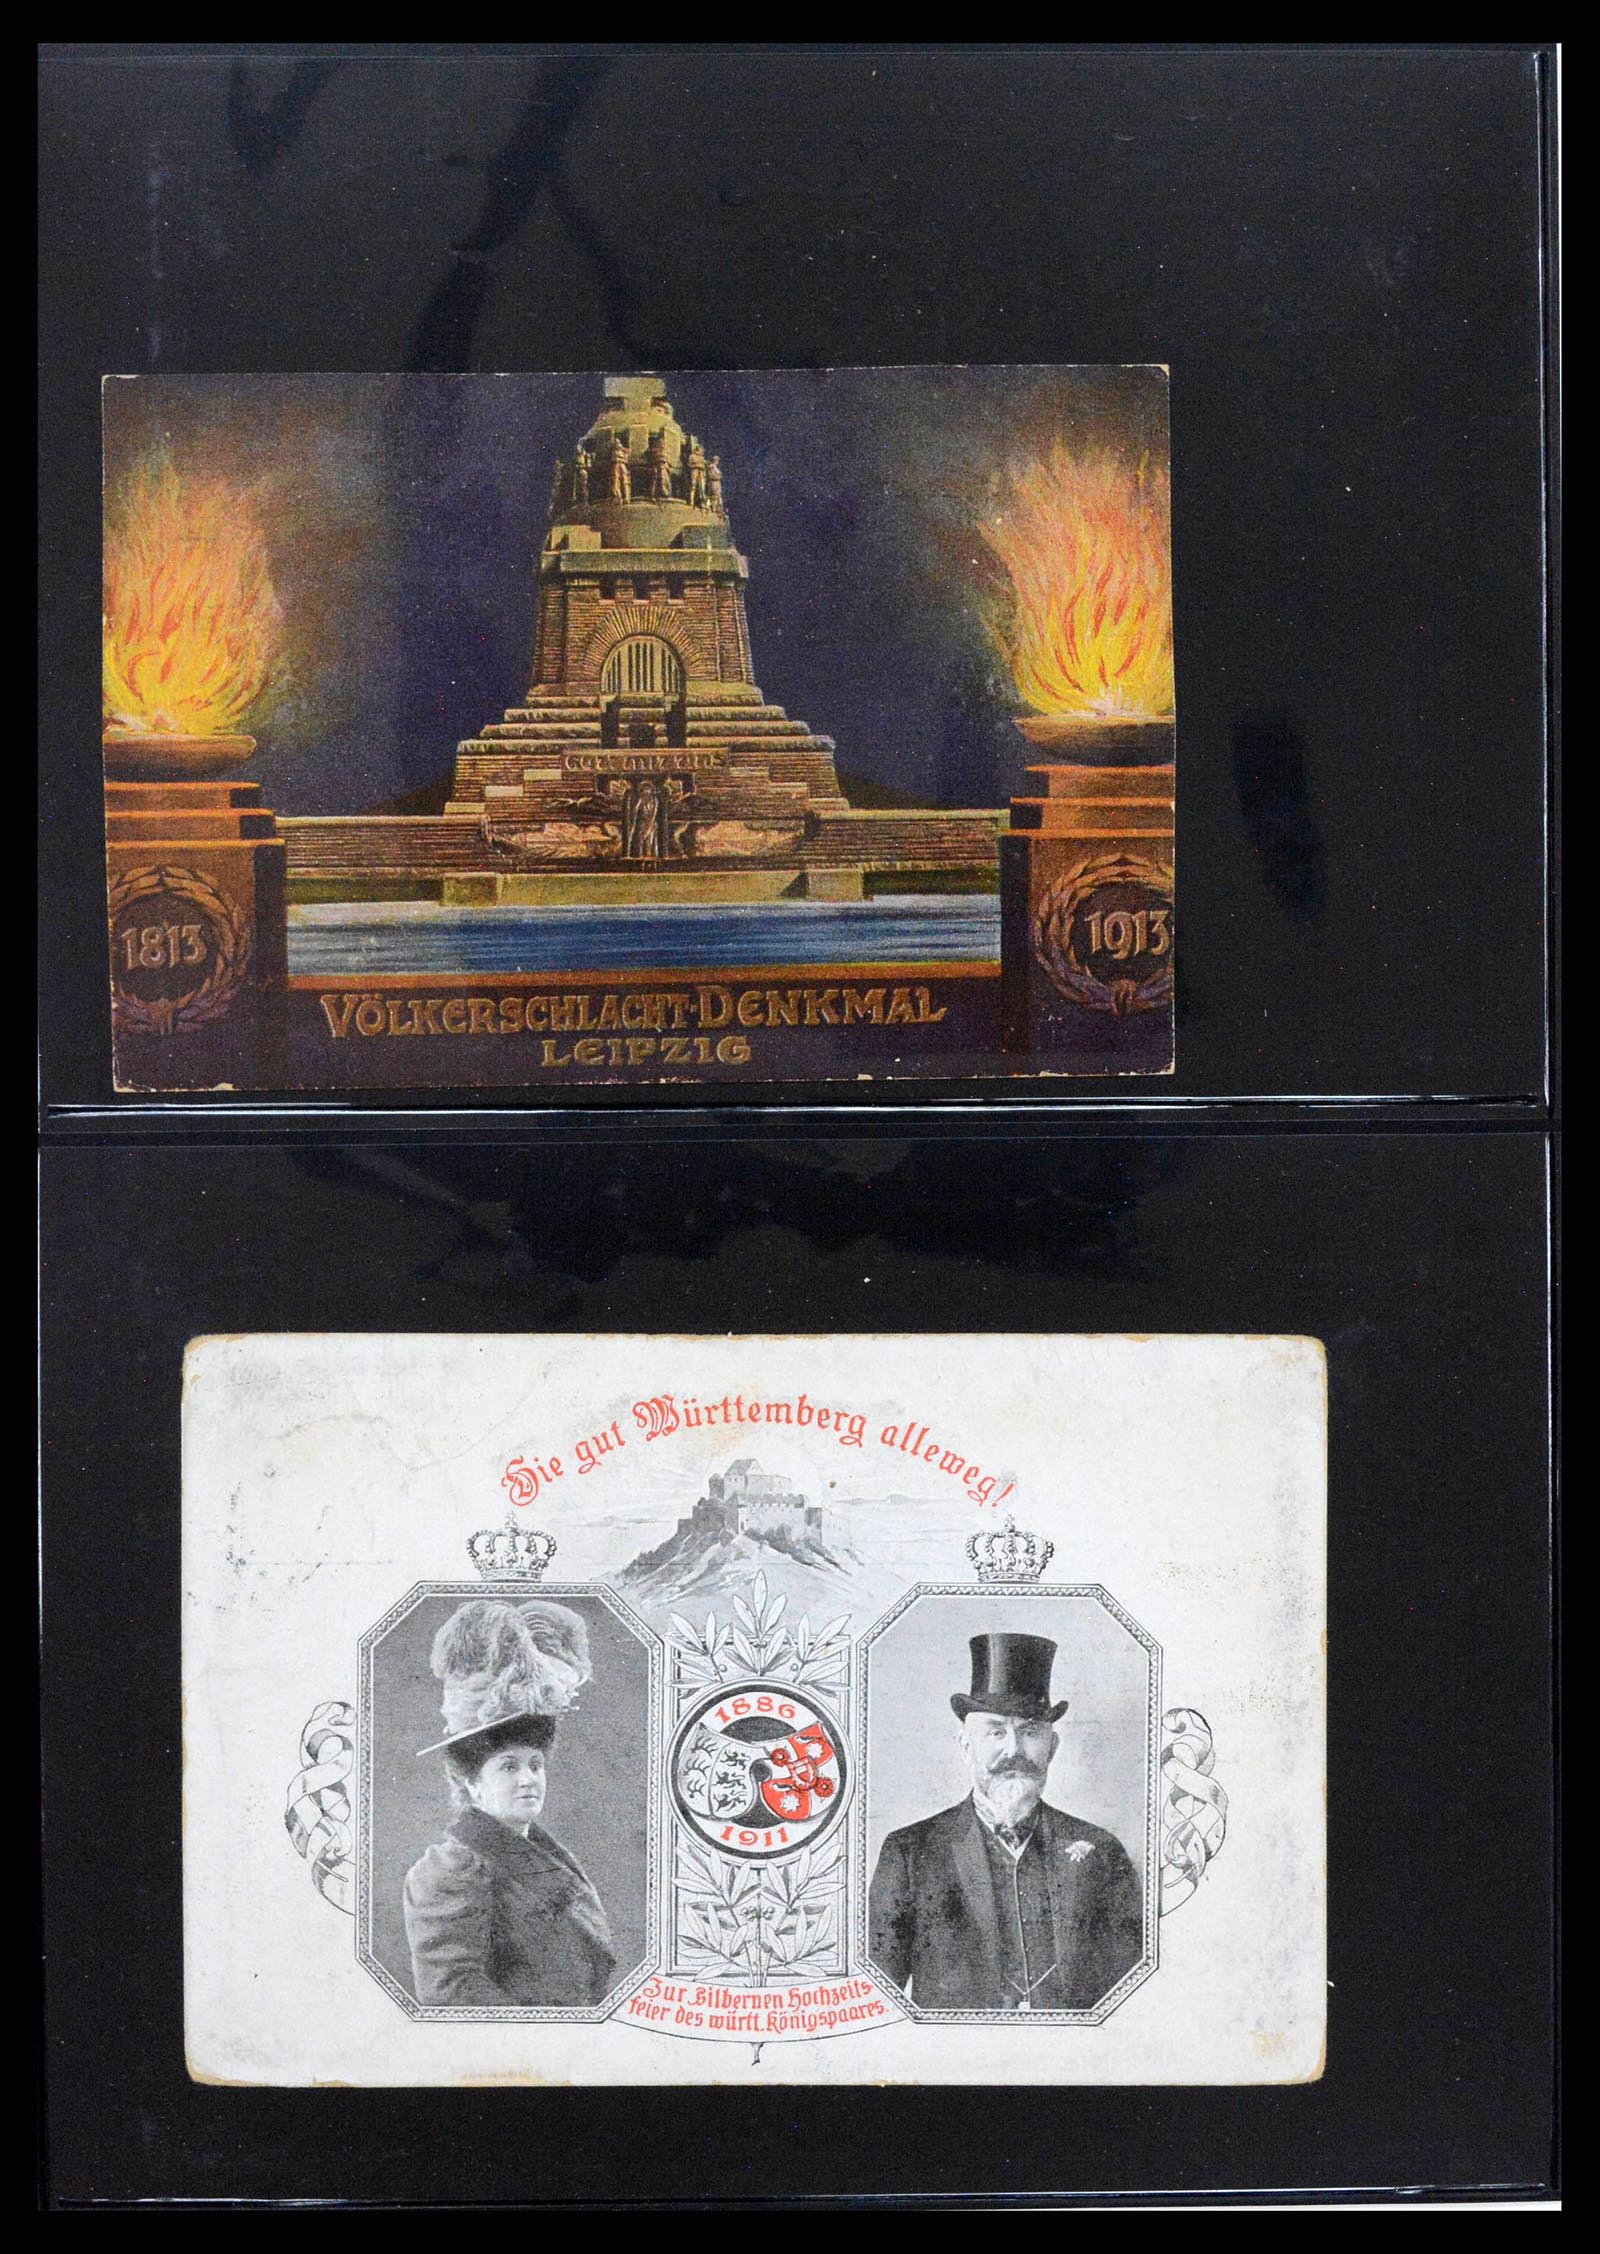 1813
1913
VÖLKERSCHLACHT-DENKMAL
LEIPZIG
Hie gut Württemberg alleweg!
1886
1911
Zur Silbernen Hochzeits-
feier des württ. Königspaares.